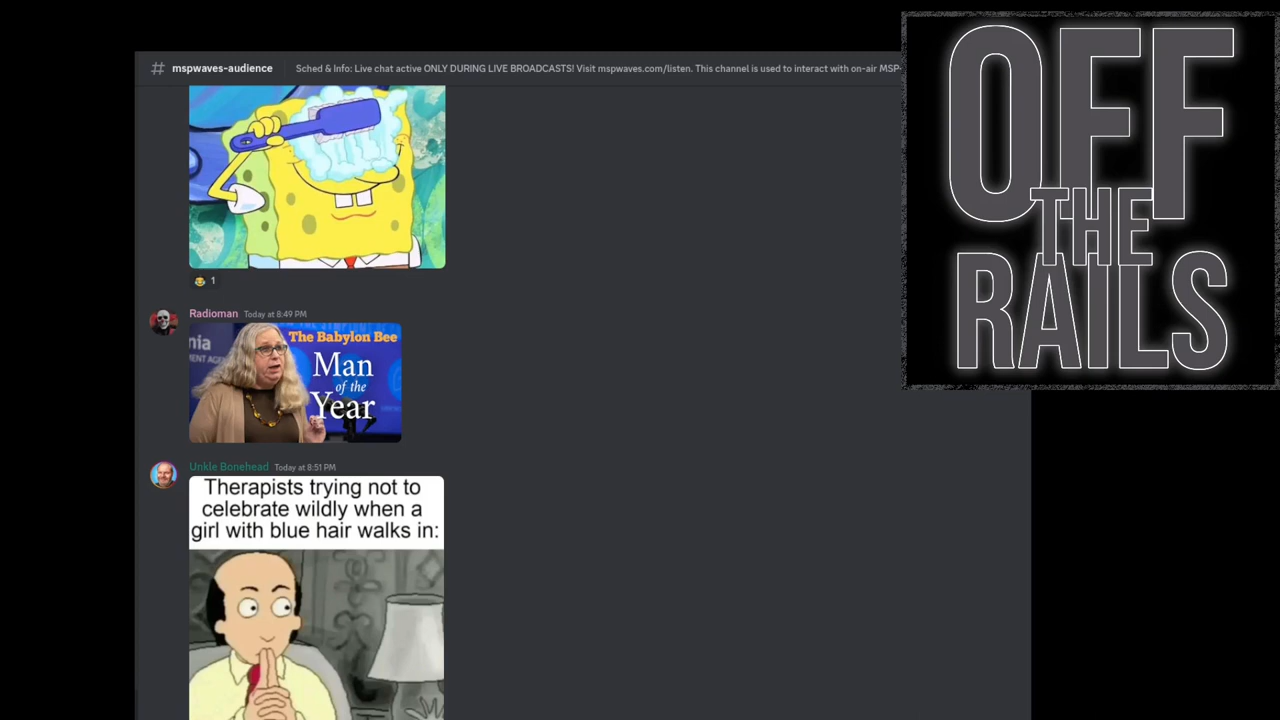 # mspwaves-audience
Sched & Info: Live chat active ONLY DURING LIVE BROADCASTS! Visit mspwaves.com/listen. This channel is used to interact with on-air MSP-
OFF
THE
RAILS
1
Radioman Today at 8:49 PM
The Babylon Bee
Man
of the
Year
nia
MENT AGE
Unkle Bonehead Today at 8:51 PM
Therapists trying not to
celebrate wildly when a
girl with blue hair walks in: